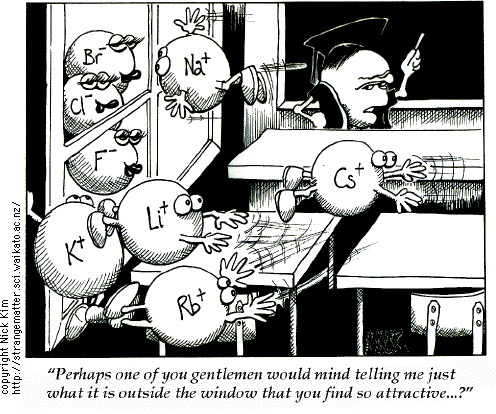 Br⁻
Na⁺
Cl⁻
F⁻
Cs⁺
Li⁺
K⁺
Rb⁺
"Perhaps one of you gentlemen would mind telling me just
what it is outside the window that you find so attractive...?"
copyright Nick Kim
http://strangematter.sci.waikato.ac.nz/